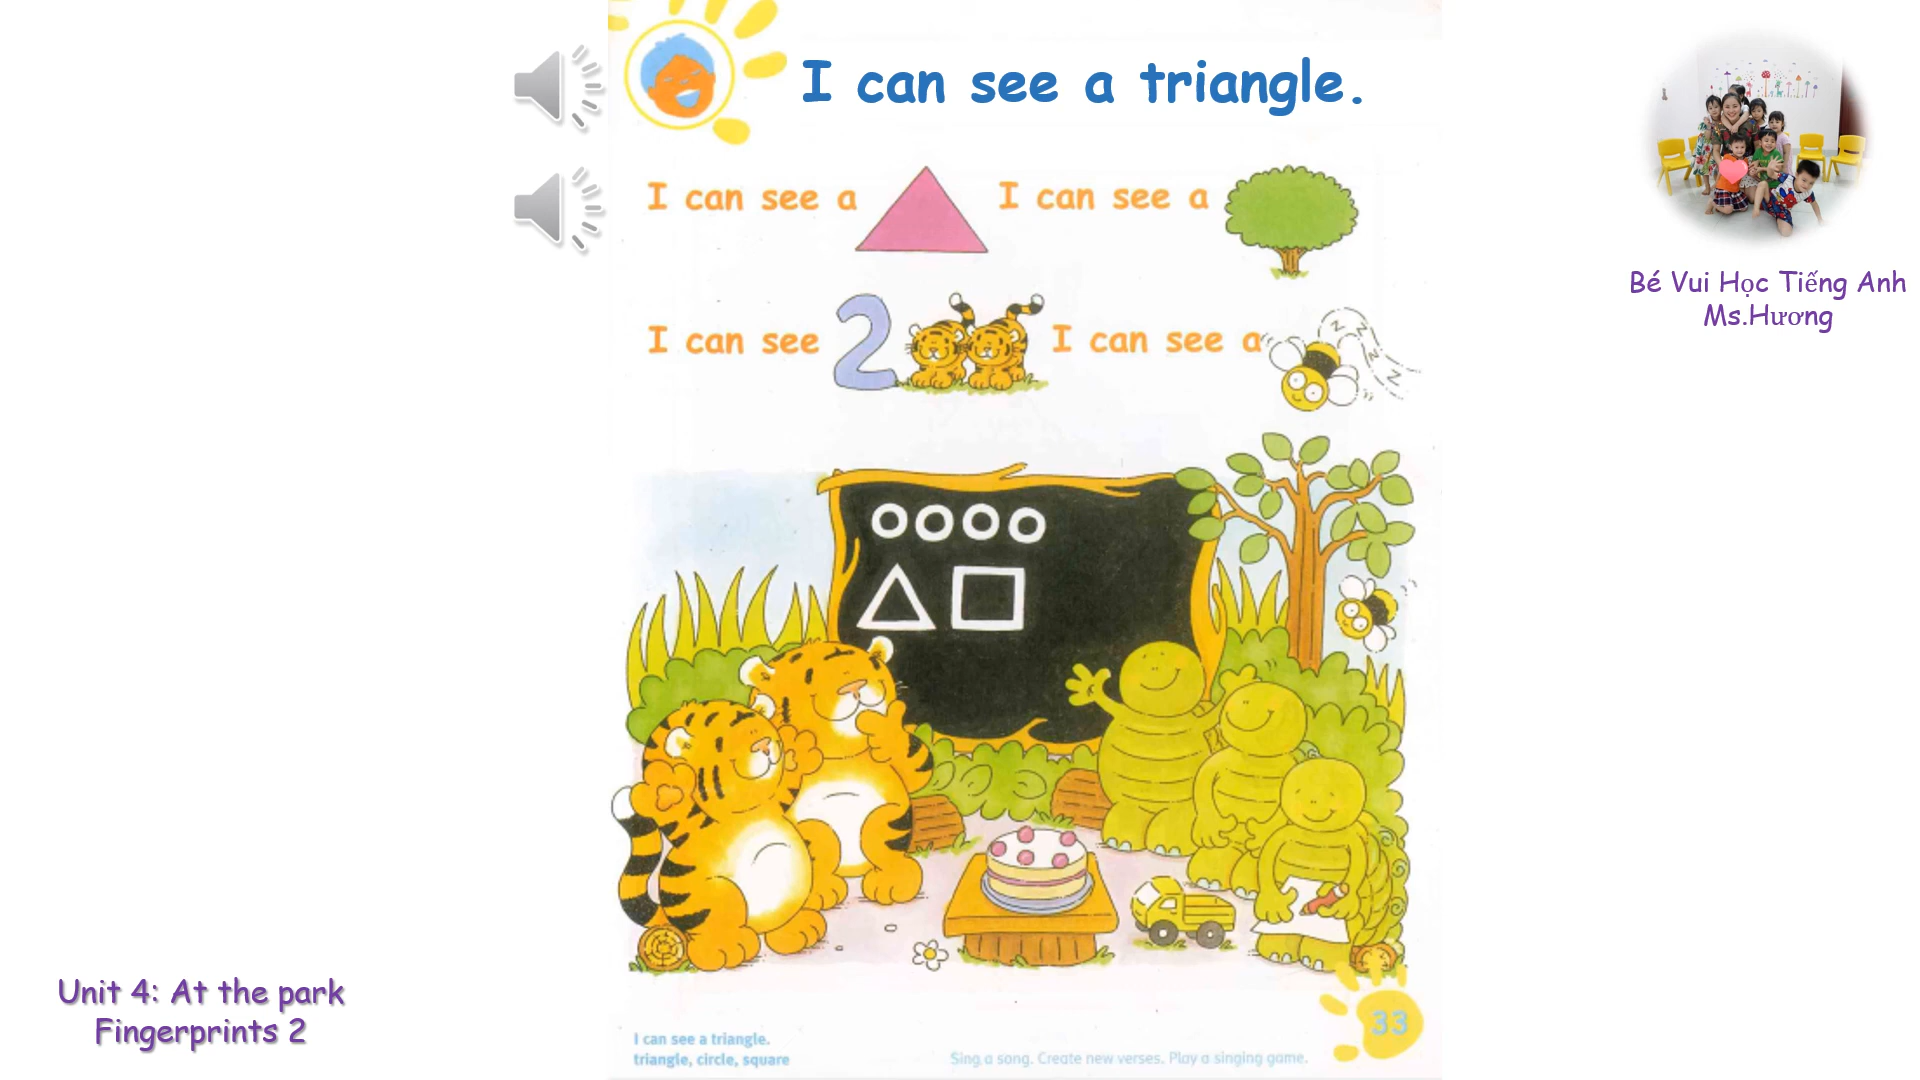 I can see a triangle.
I can see a I can see a
I can see 2 I can see a
Bé Vui Học Tiếng Anh
Ms.Hương
Unit 4: At the park
Fingerprints 2
I can see a triangle.
triangle, circle, square
Sing a song. Create new verses. Play a singing game.
33